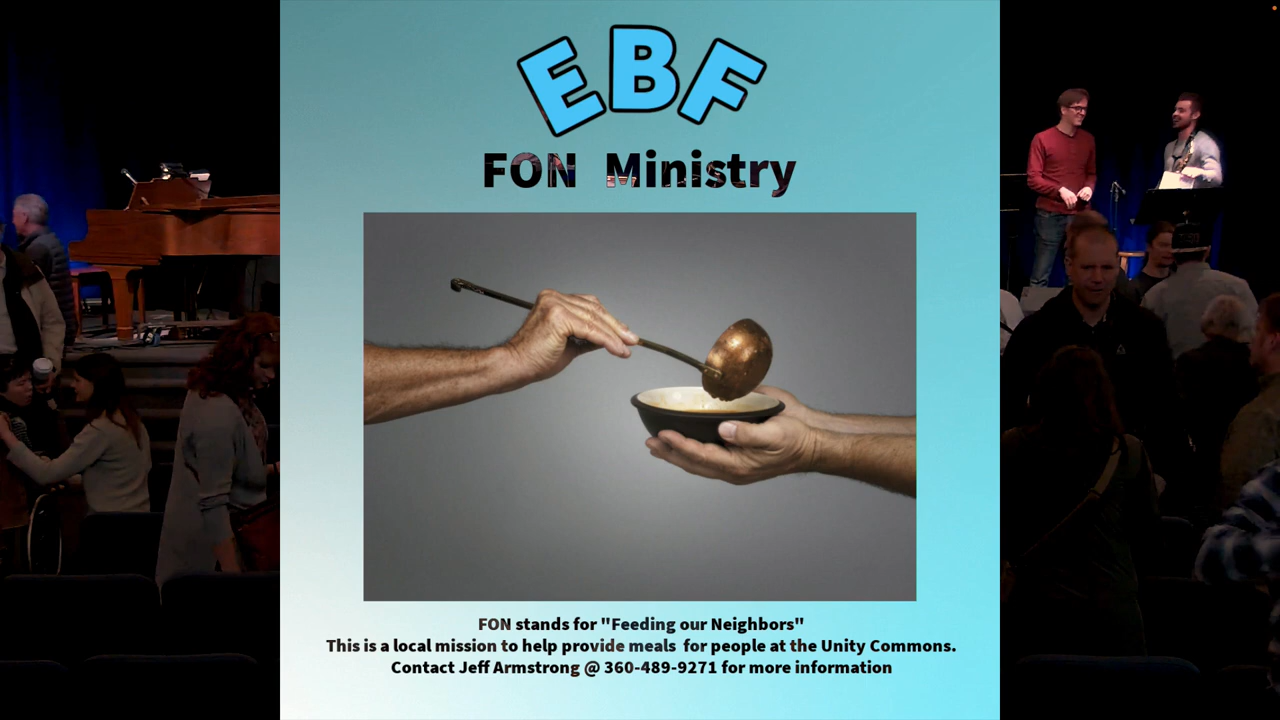 EBF
FON Ministry
FON stands for "Feeding our Neighbors"
This is a local mission to help provide meals for people at the Unity Commons.
Contact Jeff Armstrong @ 360-489-9271 for more information